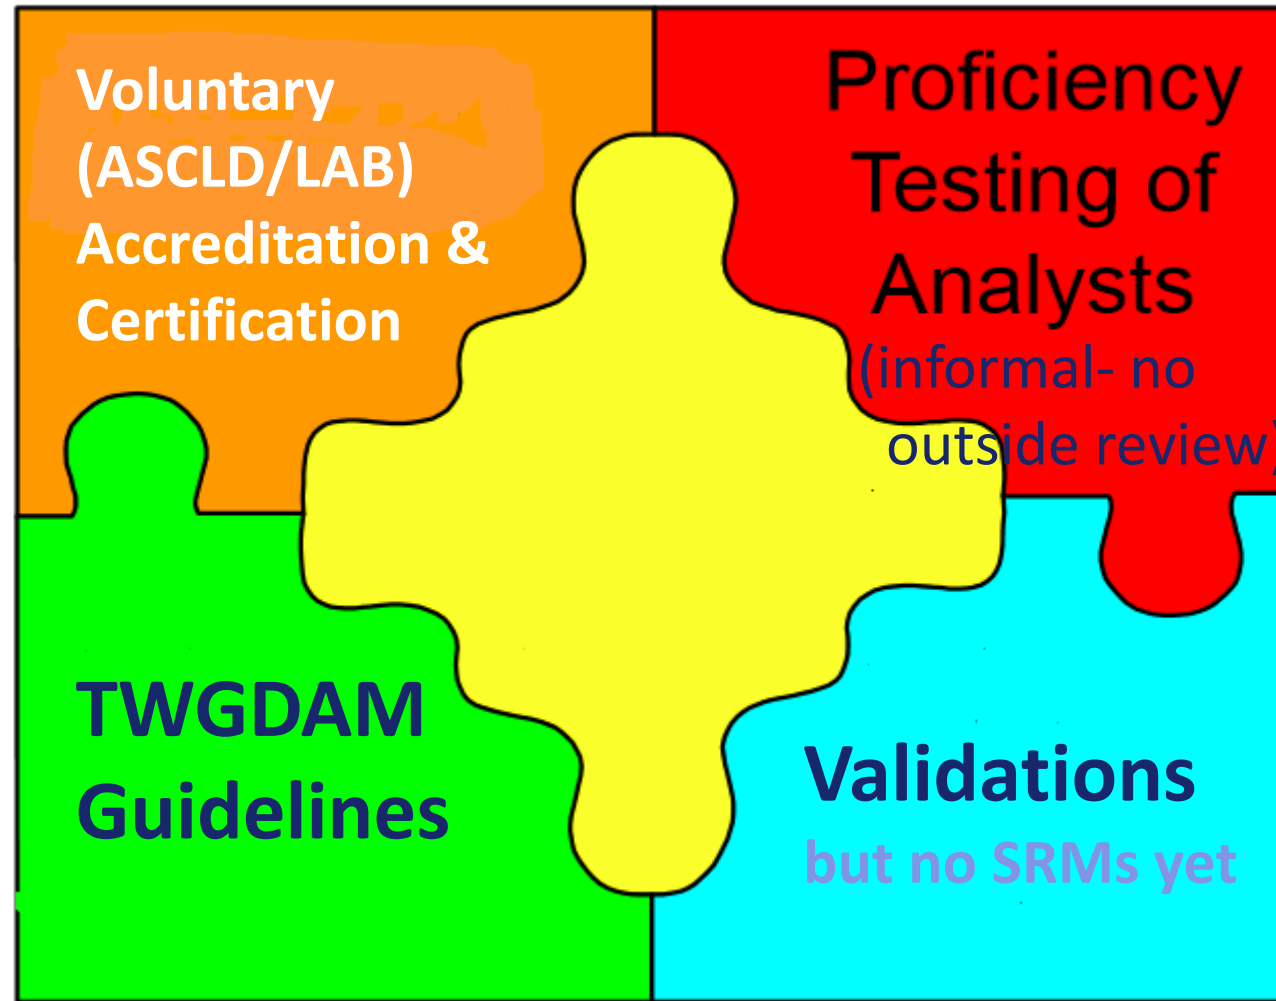 Voluntary
(ASCLD/LAB)
Accreditation &
Certification
Proficiency
Testing of
Analysts
(informal- no
outside review)
TWGDAM
Guidelines
Validations
but no SRMs yet